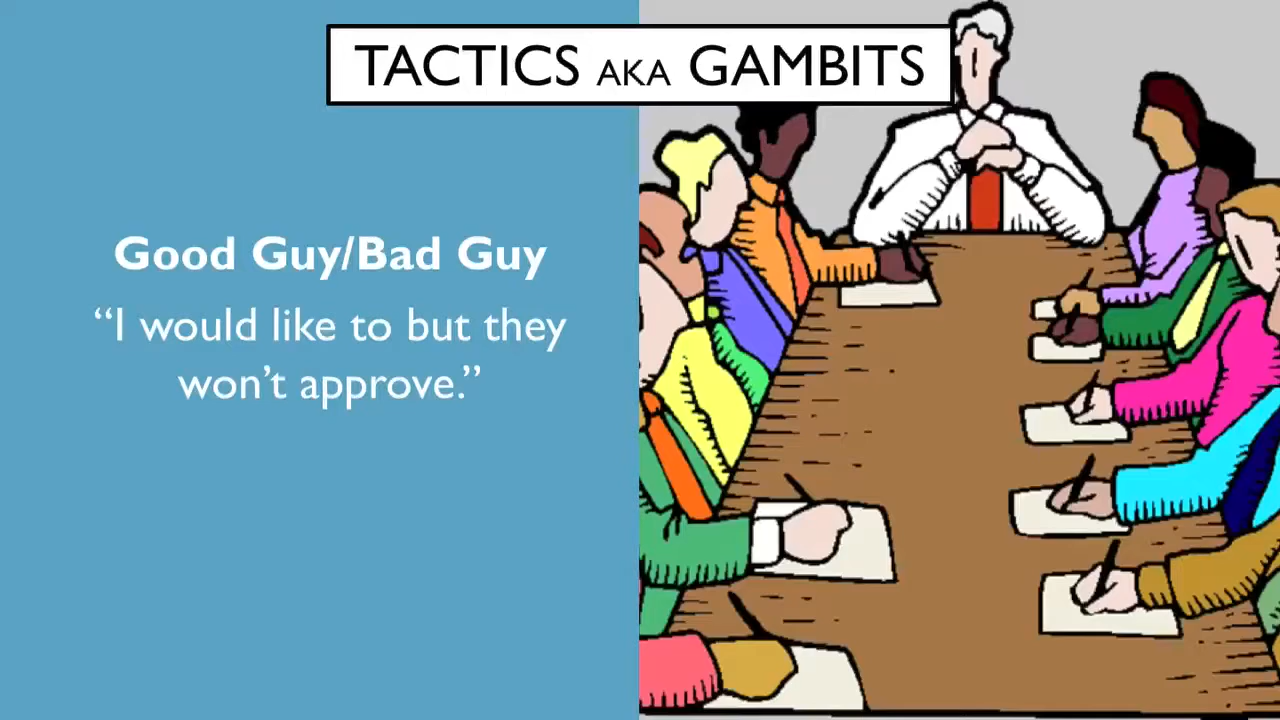 TACTICS AKA GAMBITS
Good Guy/Bad Guy
“I would like to but they
won’t approve.”